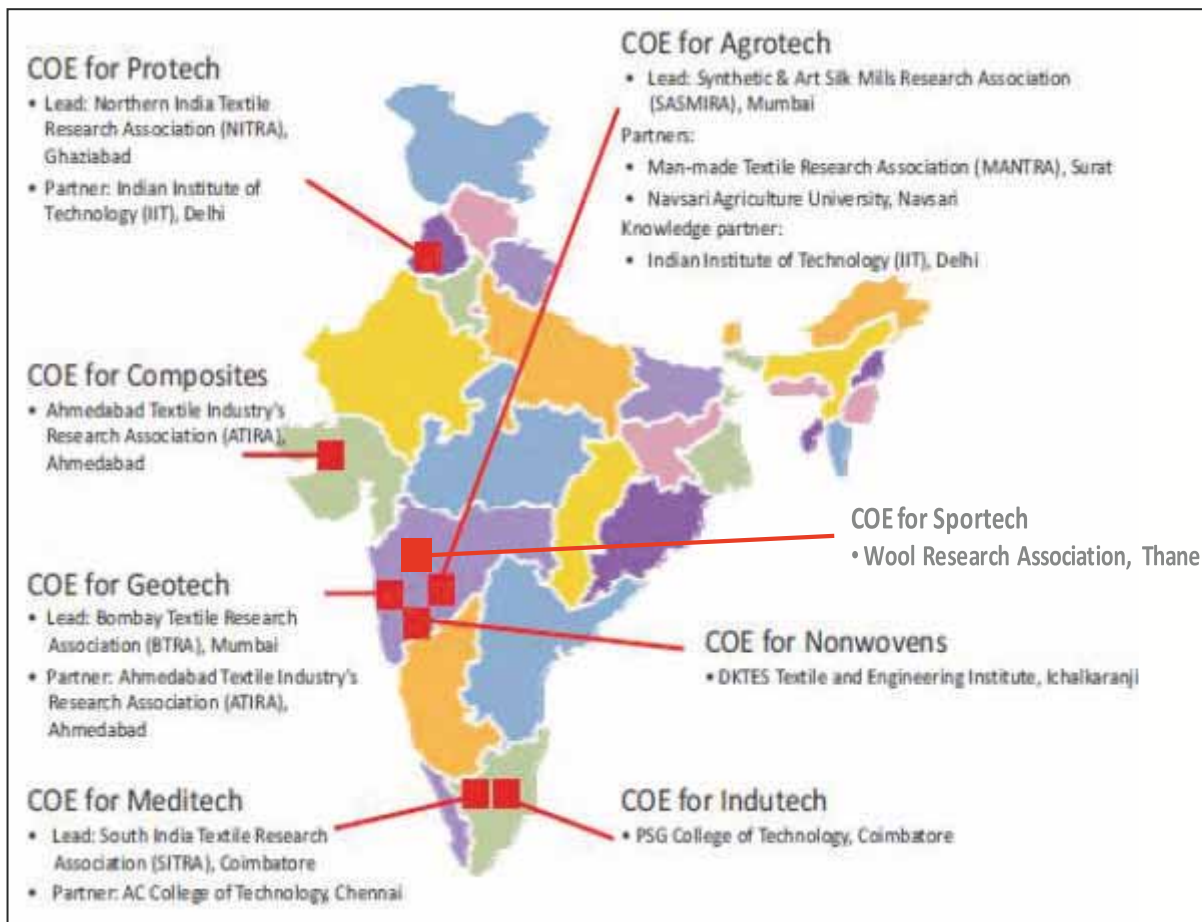 COE for Protech
• Lead: Northern India Textile
Research Association (NITRA),
Ghaziabad
• Partner: Indian Institute of
Technology (IIT), Delhi
COE for Agrotech
• Lead: Synthetic & Art Silk Mills Research Association
(SASMIRA), Mumbai
Partners:
• Man-made Textile Research Association (MANTRA), Surat
• Navsari Agriculture University, Navsari
Knowledge partner:
• Indian Institute of Technology (IIT), Delhi
COE for Composites
• Ahmedabad Textile Industry's
Research Association (ATIRA),
Ahmedabad
COE for Sportech
• Wool Research Association, Thane
COE for Geotech
• Lead: Bombay Textile Research
Association (BTRA), Mumbai
• Partner: Ahmedabad Textile Industry's
Research Association (ATIRA),
Ahmedabad
COE for Nonwovens
• DKTES Textile and Engineering Institute, Ichalkaranji
COE for Meditech
• Lead: South India Textile Research
Association (SITRA), Coimbatore
• Partner: AC College of Technology, Chennai
COE for Indutech
• PSG College of Technology, Coimbatore